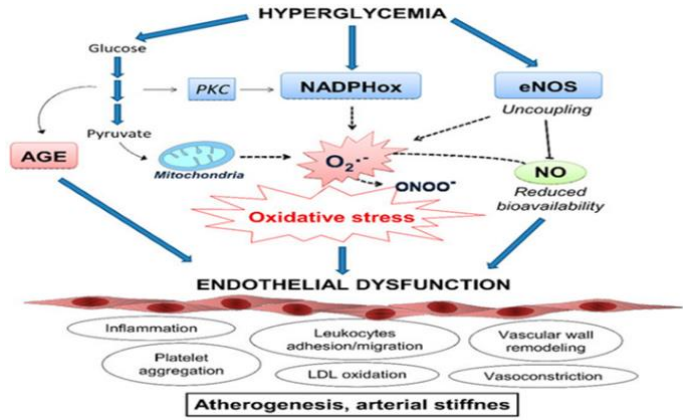 HYPERGLYCEMIA
Glucose
PKC
NADPHox
eNOS
Uncoupling
Pyruvate
AGE
Mitochondria
O₂·-
NO
ONOO-
Reduced
bioavailability
Oxidative stress
ENDOTHELIAL DYSFUNCTION
Inflammation
Leukocytes
adhesion/migration
Vascular wall
remodeling
Platelet
aggregation
LDL oxidation
Vasoconstriction
Atherogenesis, arterial stiffnes